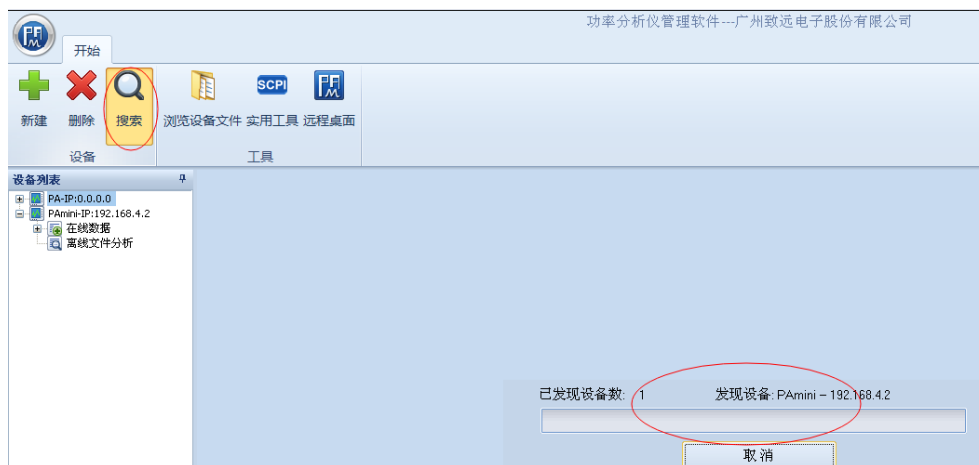 功率分析仪管理软件---广州致远电子股份有限公司
PFM
开始
新建 删除 搜索 浏览设备文件 SCPI 实用工具 PFM 远程桌面
设备 工具
设备列表
PA-IP:0.0.0.0
PAmini-IP:192.168.4.2
在线数据
离线文件分析
已发现设备数: 1 发现设备: PAmini - 192.168.4.2
取消